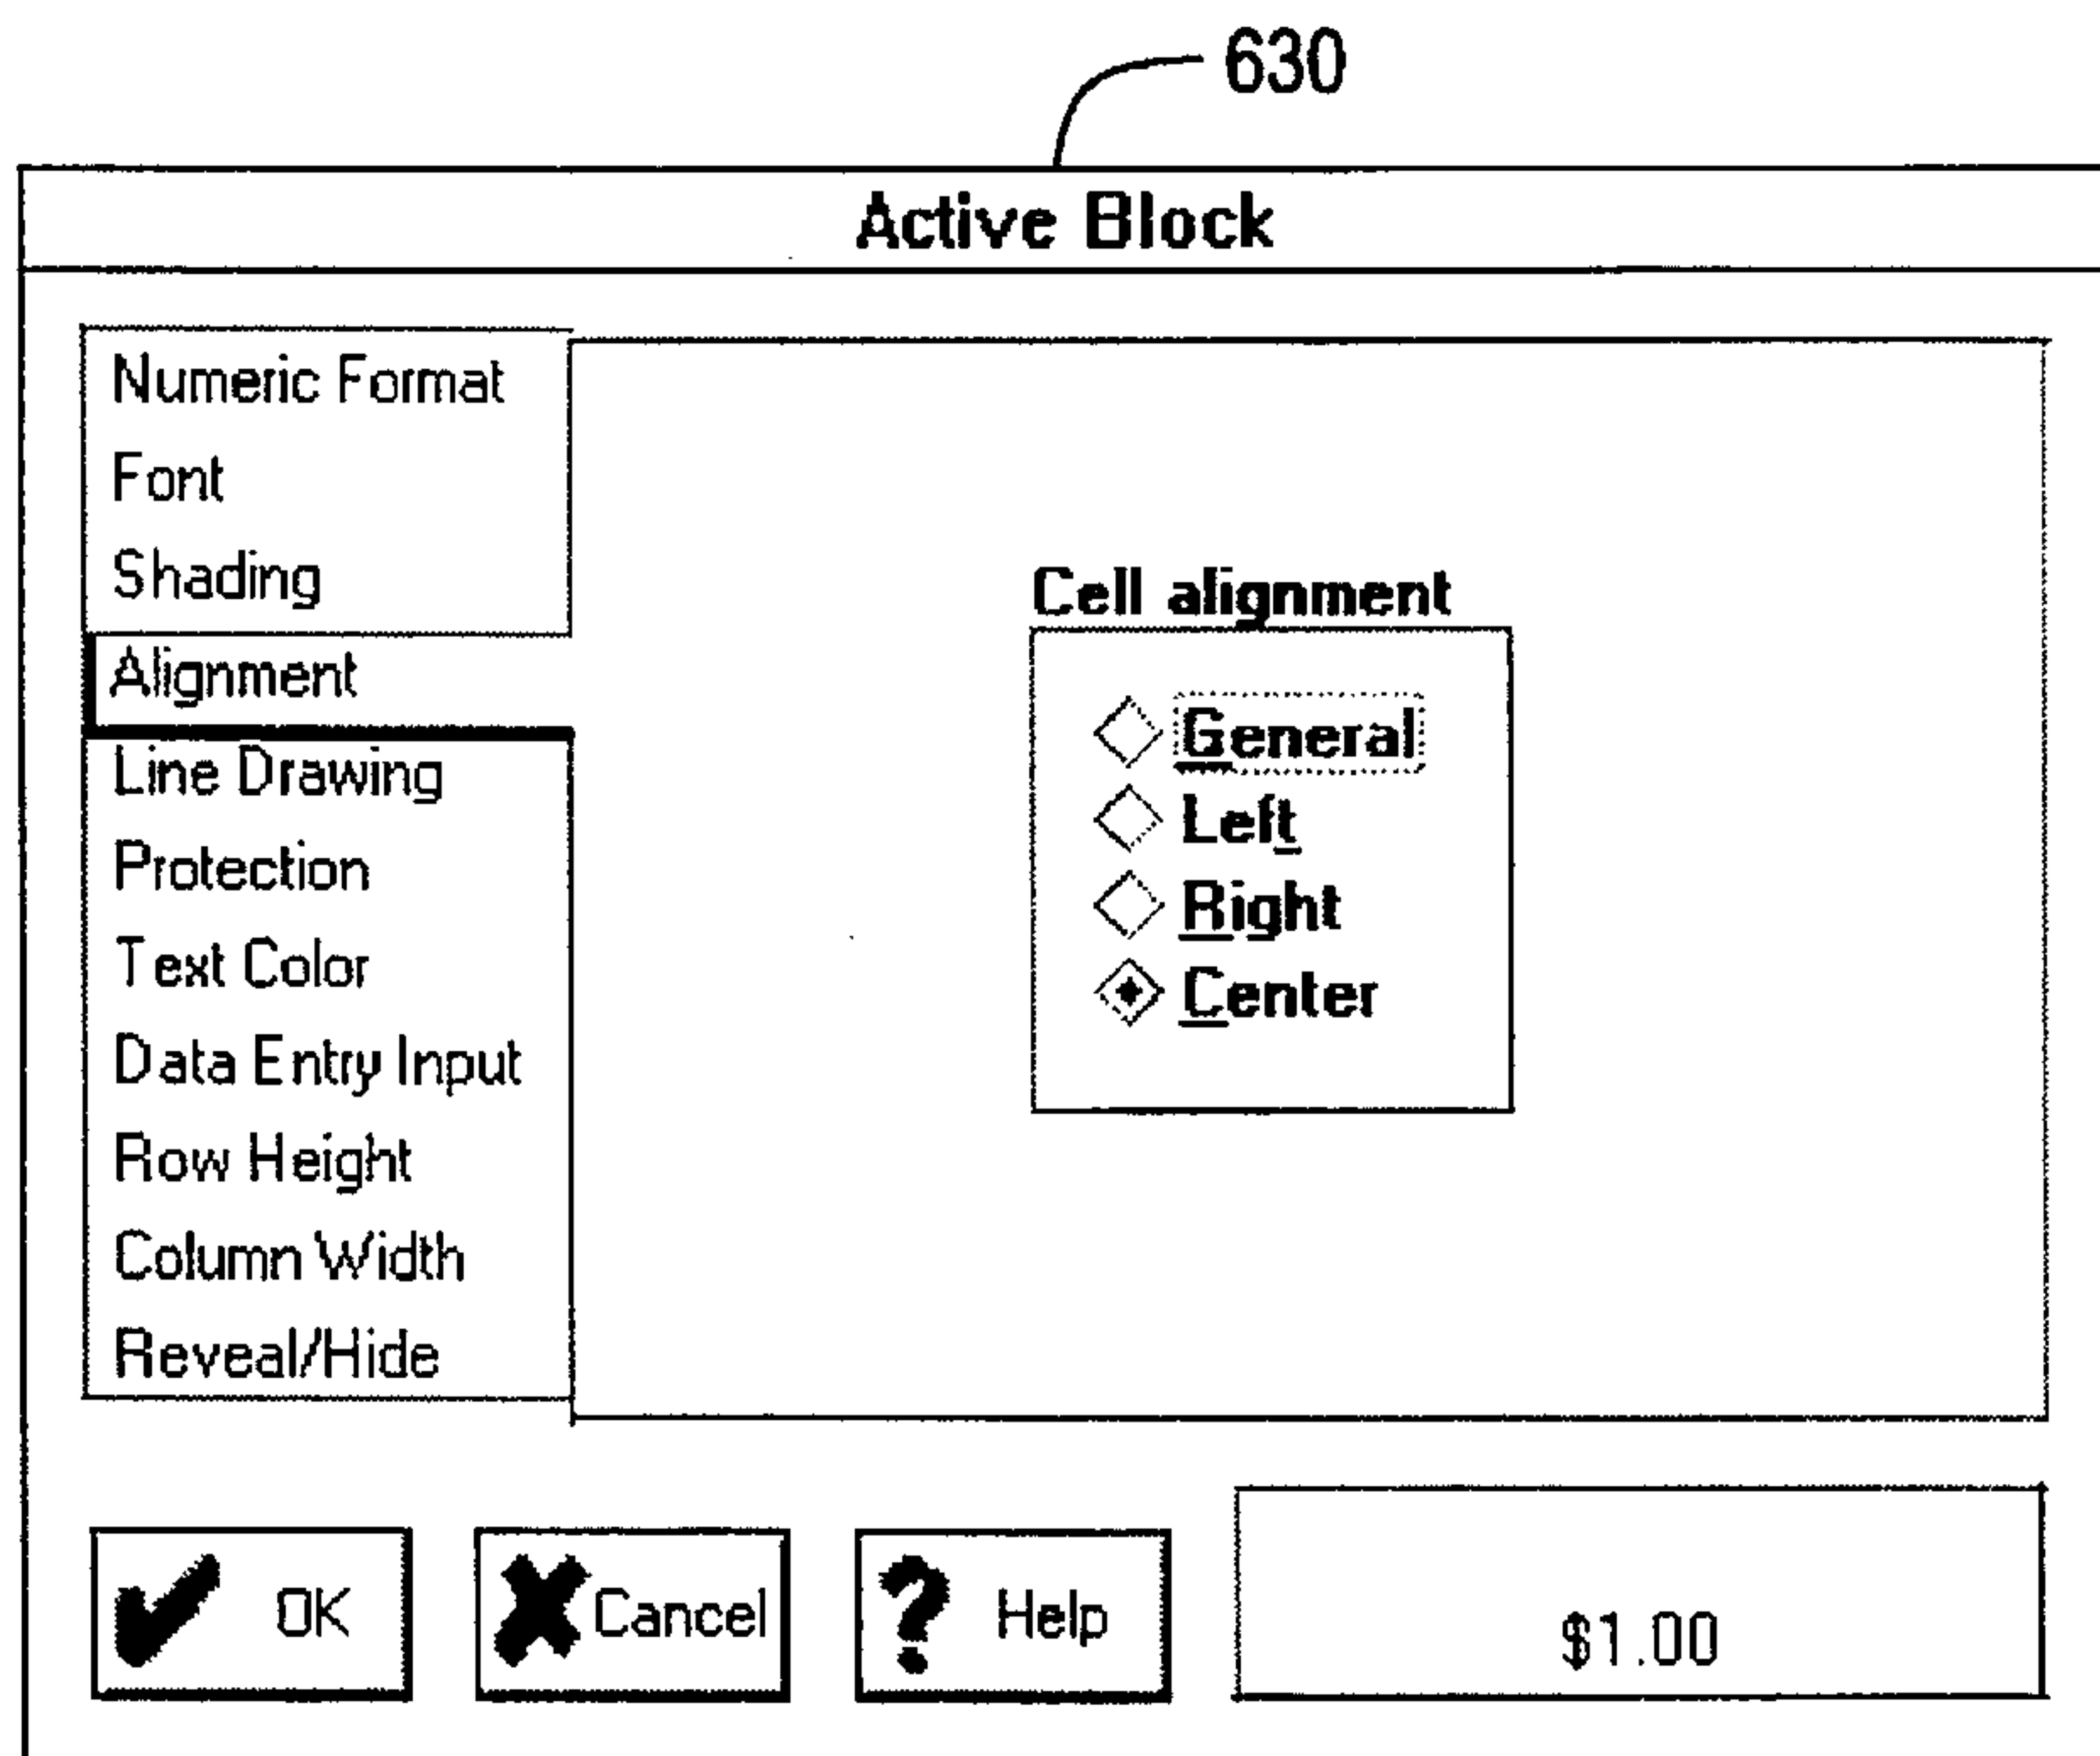 630
Active Block
Numeric Format
Font
Shading
Alignment
Line Drawing
Protection
Text Color
Data Entry Input
Row Height
Column Width
Reveal/Hide
Cell alignment
General
Left
Right
Center
OK
Cancel
Help
$1.00